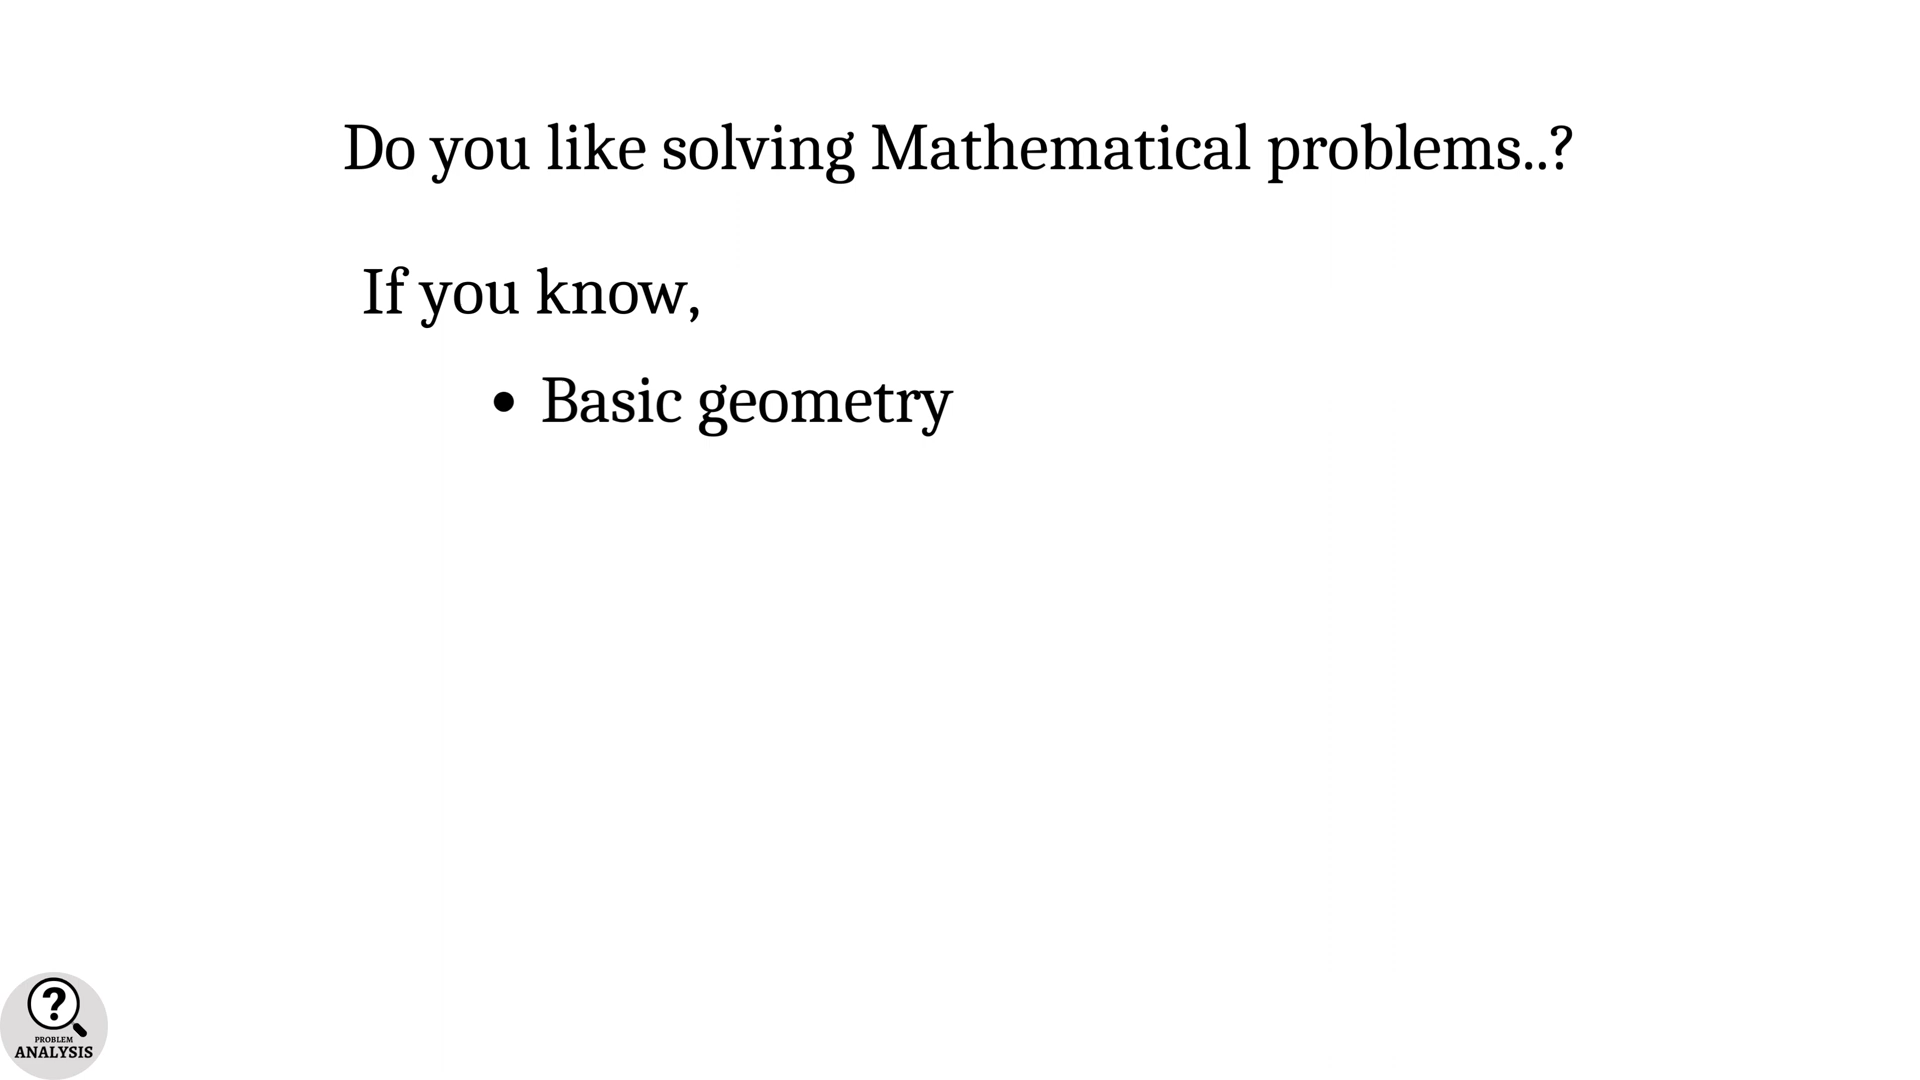 Do you like solving Mathematical problems..?
If you know,
• Basic geometry
?
PROBLEM
ANALYSIS